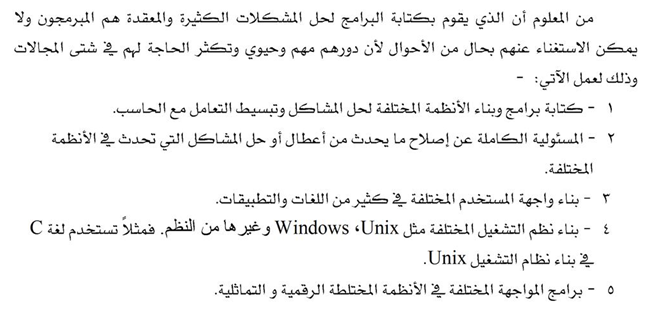 من المعلوم أن الذي يقوم بكتابة البرامج لحل المشكلات الكثيرة والمعقدة هم المبرمجون ولا
يمكن الاستغناء عنهم بحال من الأحوال لأن دورهم مهم وحيوي وتكثر الحاجة لهم في شتى المجالات
وذلك لعمل الآتي: -
١ - كتابة برامج وبناء الأنظمة المختلفة لحل المشاكل وتبسيط التعامل مع الحاسب.
٢ - المسئولية الكاملة عن إصلاح ما يحدث من أعطال أو حل المشاكل التي تحدث في الأنظمة
المختلفة.
٣ - بناء واجهة المستخدم المختلفة في كثير من اللغات والتطبيقات.
٤ - بناء نظم التشغيل المختلفة مثل Windows ،Unix وغيرها من النظم. فمثلاً تستخدم لغة C
في بناء نظام التشغيل Unix.
٥ - برامج المواجهة المختلفة في الأنظمة المختلطة الرقمية و التماثلية.